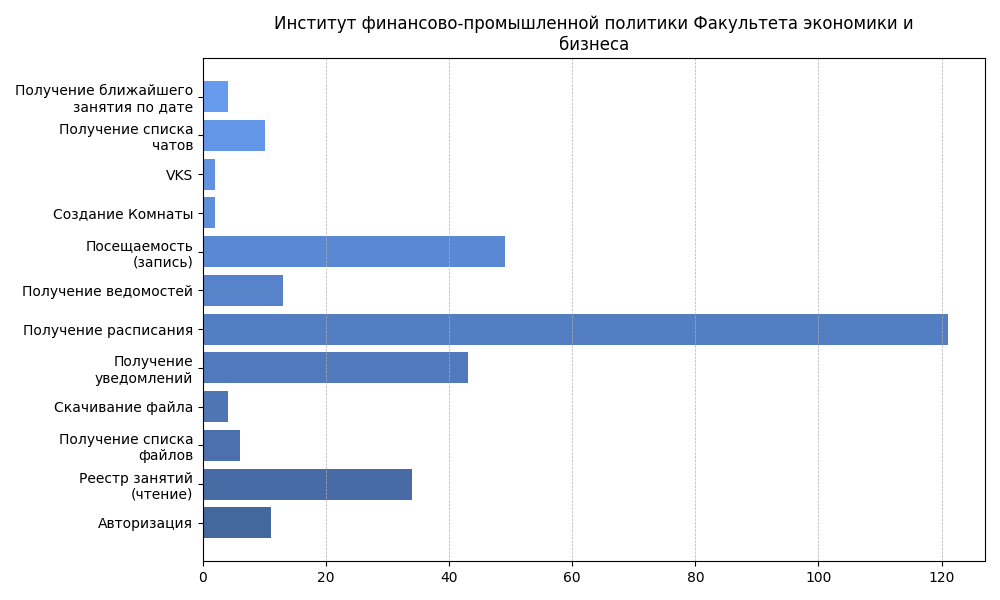 Институт финансово-промышленной политики Факультета экономики и
бизнеса
Получение ближайшего
занятия по дате
Получение списка
чатов
VKS
Создание Комнаты
Посещаемость
(запись)
Получение ведомостей
Получение расписания
Получение
уведомлений
Скачивание файла
Получение списка
файлов
Реестр занятий
(чтение)
Авторизация
0 20 40 60 80 100 120